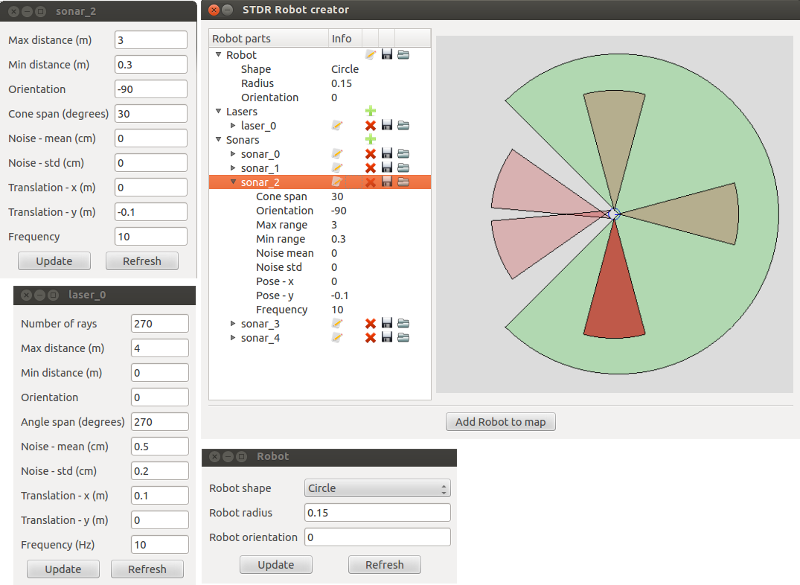 sonar_2
Max distance (m) 3
Min distance (m) 0.3
Orientation -90
Cone span (degrees) 30
Noise - mean (cm) 0
Noise - std (cm) 0
Translation - x (m) 0
Translation - y (m) -0.1
Frequency 10
Update Refresh
laser_0
Number of rays 270
Max distance (m) 4
Min distance (m) 0
Orientation 0
Angle span (degrees) 270
Noise - mean (cm) 0.5
Noise - std (cm) 0.2
Translation - x (m) 0.1
Translation - y (m) 0
Frequency (Hz) 10
Update Refresh
STDR Robot creator
Robot parts Info
Robot
Shape Circle
Radius 0.15
Orientation 0
Lasers
laser_0
Sonars
sonar_0
sonar_1
sonar_2
Cone span 30
Orientation -90
Max range 3
Min range 0.3
Noise mean 0
Noise std 0
Pose - x 0
Pose - y -0.1
Frequency 10
sonar_3
sonar_4
Add Robot to map
Robot
Robot shape Circle
Robot radius 0.15
Robot orientation 0
Update Refresh